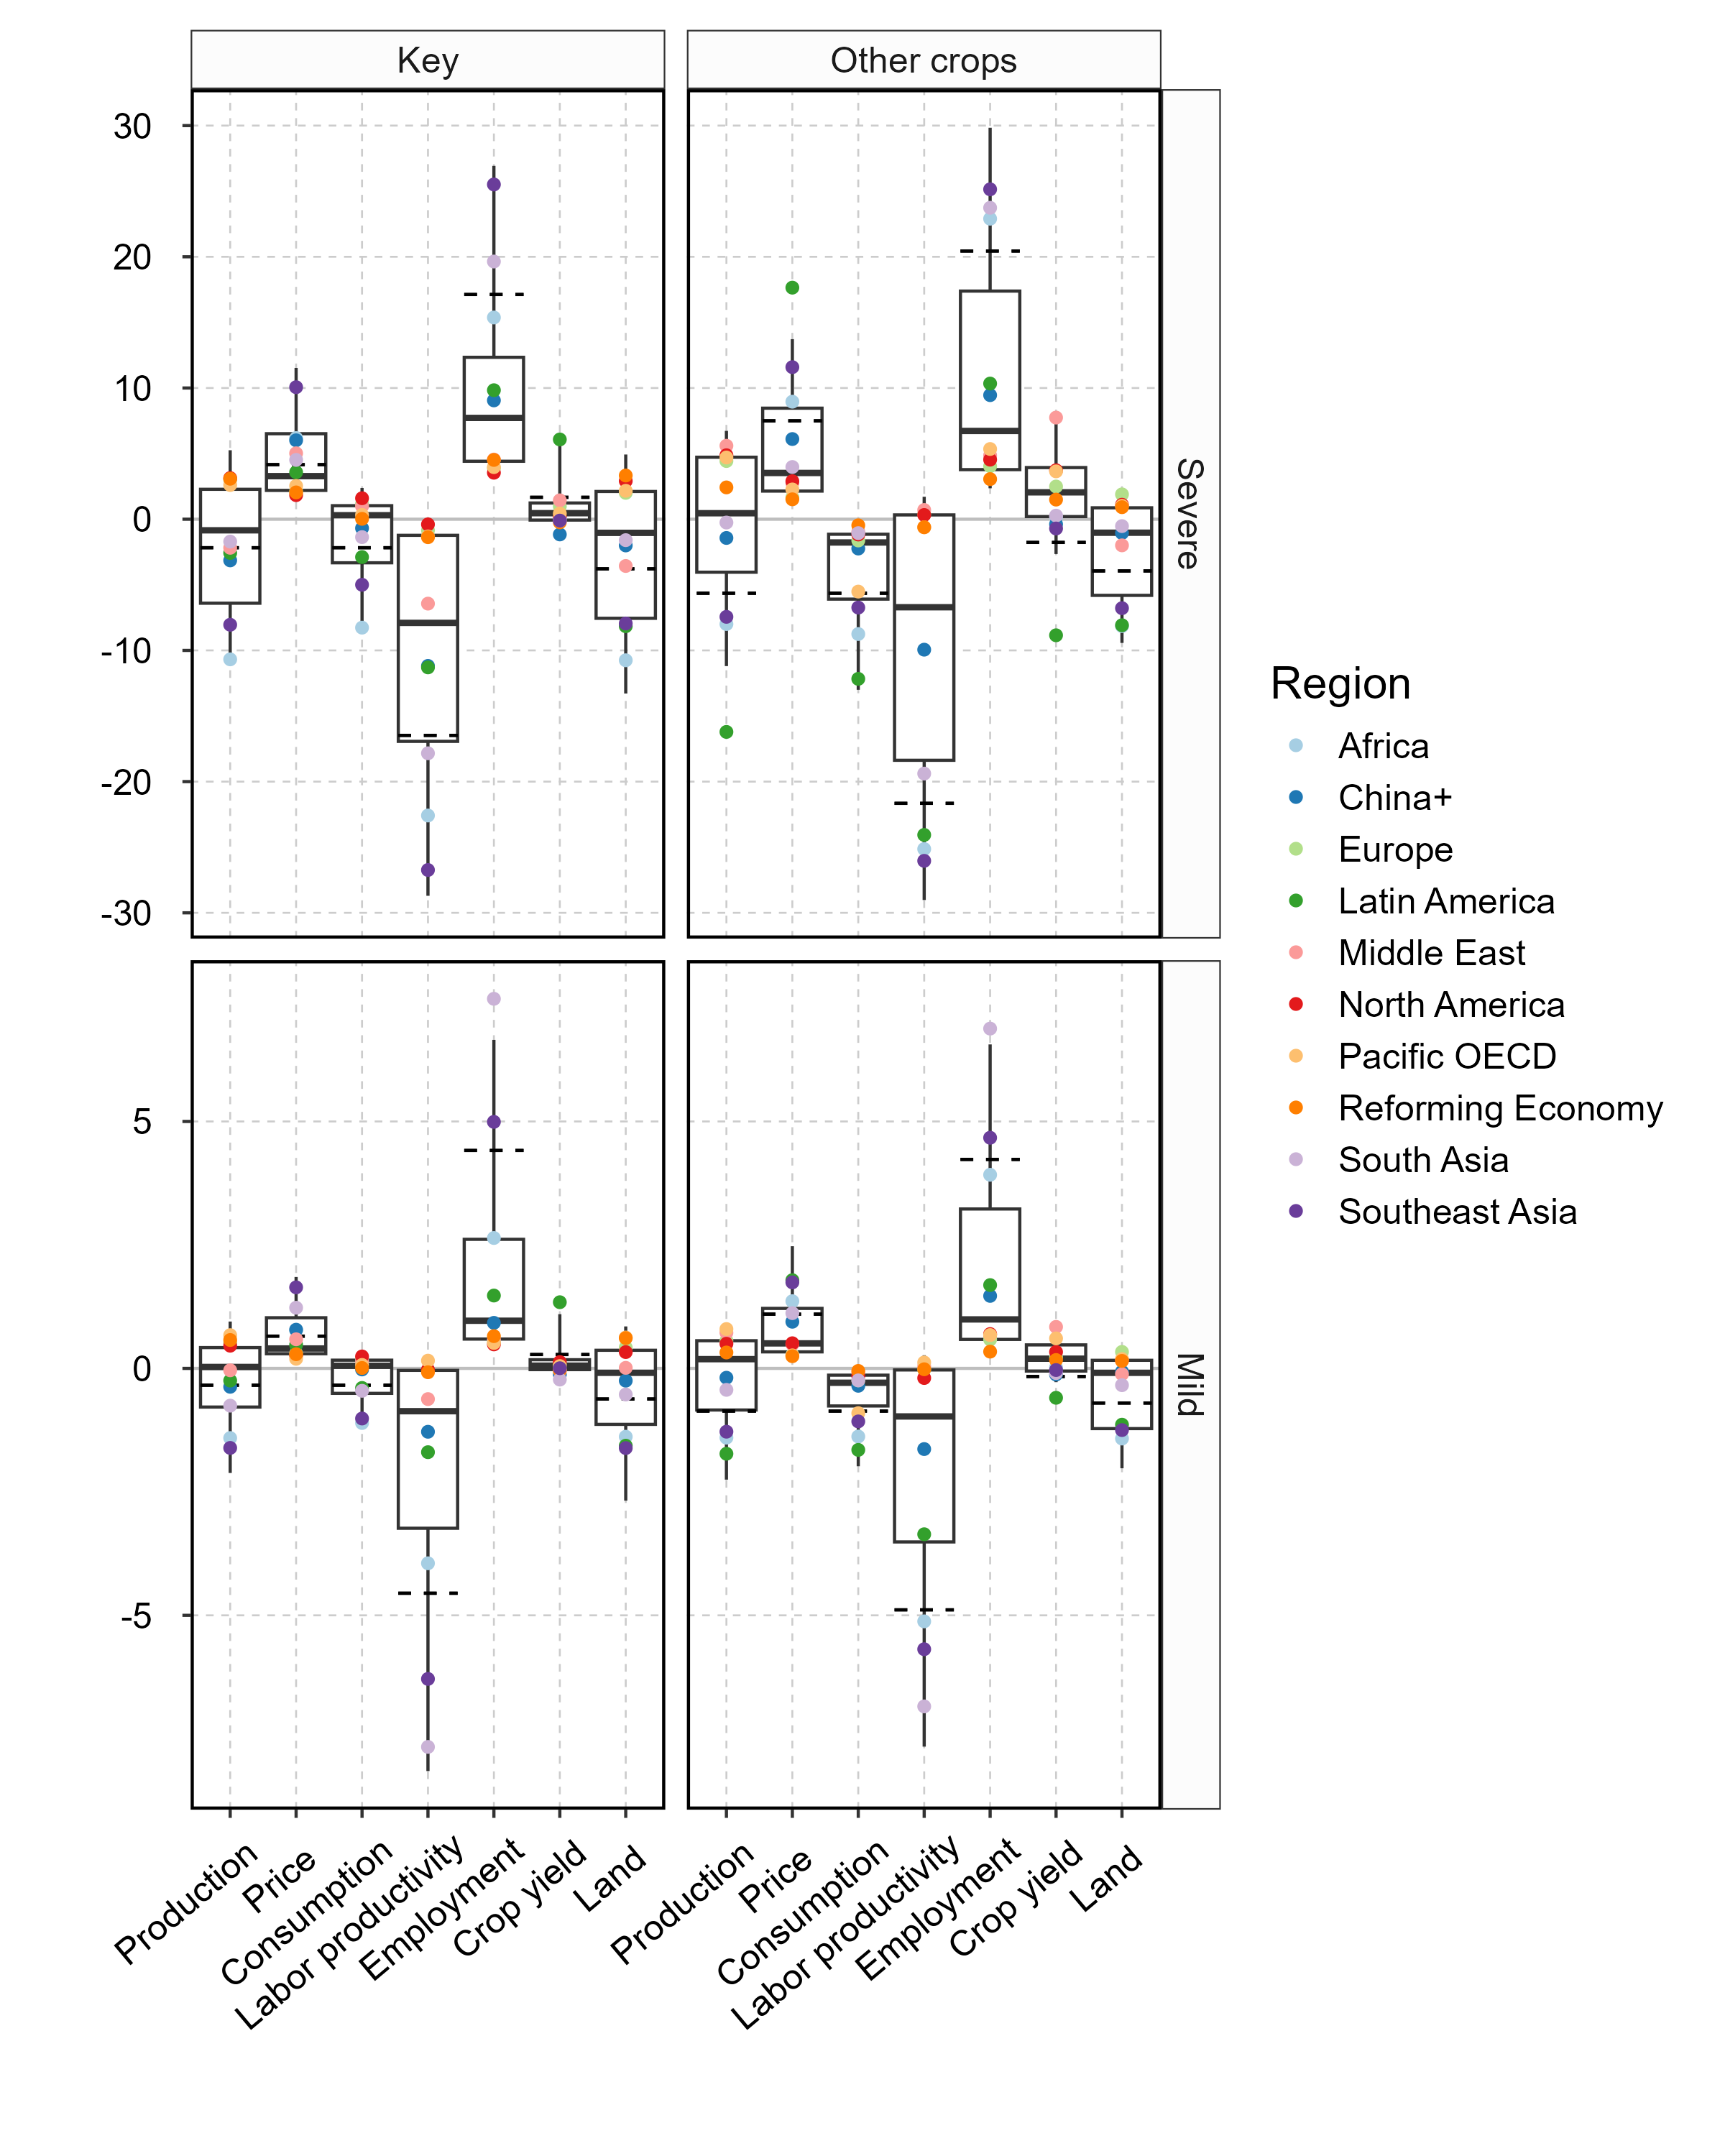 Key
Other crops
30
20
10
0
-10
-20
-30
Severe
5
0
-5
Mild
Production
Price
Consumption
Labor productivity
Employment
Crop yield
Land
Production
Price
Consumption
Labor productivity
Employment
Crop yield
Land
Region
Africa
China+
Europe
Latin America
Middle East
North America
Pacific OECD
Reforming Economy
South Asia
Southeast Asia